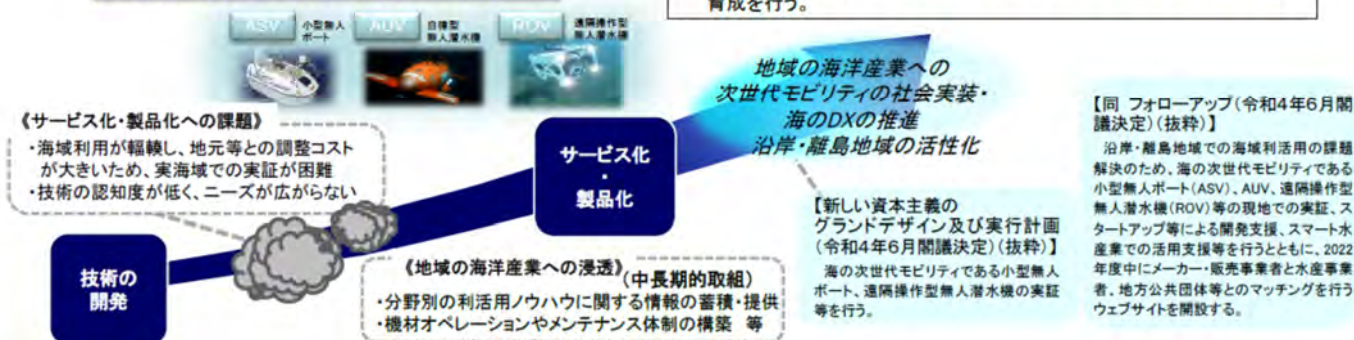 育成を行う。
ASV
小型無人
ボート
AUV
自律型
無人潜水機
ROV
遠隔操作型
無人潜水機
《サービス化・製品化への課題》
・海域利用が輻輳し、地元等との調整コスト
が大きいため、実海域での実証が困難
・技術の認知度が低く、ニーズが広がらない
技術の
開発
サービス化
・
製品化
《地域の海洋産業への浸透》(中長期的取組)
・分野別の利活用ノウハウに関する情報の蓄積・提供
・機材オペレーションやメンテナンス体制の構築 等
地域の海洋産業への
次世代モビリティの社会実装・
海のDXの推進
沿岸・離島地域の活性化
【新しい資本主義の
グランドデザイン及び実行計画
(令和4年6月閣議決定)(抜粋)】
海の次世代モビリティである小型無人
ボート、遠隔操作型無人潜水機の実証
等を行う。
【同 フォローアップ(令和4年6月閣
議決定)(抜粋)】
沿岸・離島地域での海域利活用の課題
解決のため、海の次世代モビリティである
小型無人ボート(ASV)、AUV、遠隔操作型
無人潜水機(ROV)等の現地での実証、ス
タートアップ等による開発支援、スマート水
産業での活用支援等を行うとともに、2022
年度中にメーカー・販売事業者と水産事業
者、地方公共団体等とのマッチングを行う
ウェブサイトを開設する。